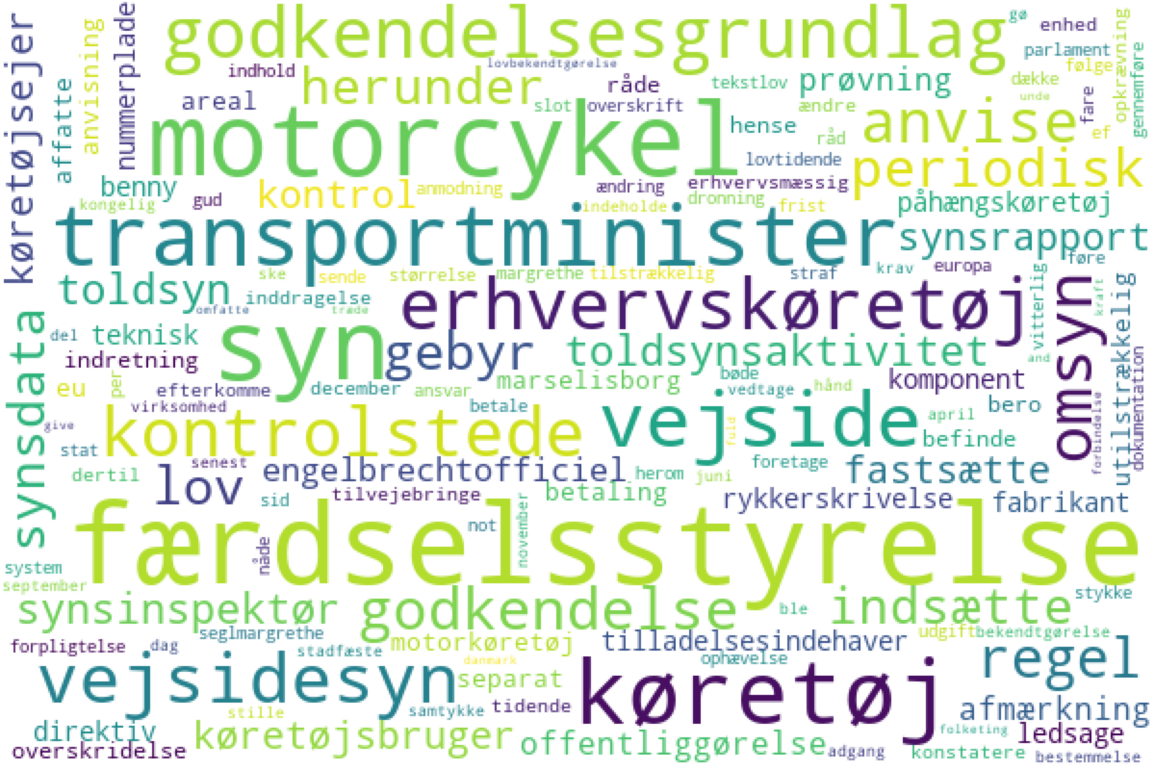 godkendelsesgrundlag
gø
enhed
køretøjsejer
anvisning
nummerplade
lovbekendtgørelse
parlament
følge
opkrævning
gennemføre
indhold
herunder
råde
tekstlov
prøvning
dække
unde
fare
affatte
areal
slot
overskrift
ændre
anvise
ef
motorcykel
hense
råd
lovtidende
periodisk
benny
kongelig
gud
kontrol
anmodning
ændring
erhvervsmæssig
indeholde
dronning
frist
påhængskøretøj
transportminister
synsrapport
føre
ske
sende
størrelse
margrethe
tilstrækkelig
straf
krav
europa
vitterlig
kraft
utilstrækkelig
toldsyn
inddragelse
omfatte
træde
erhvervskøretøj
omsyn
synsdata
del
teknisk
syn
gebyr
toldsynsaktivitet
and
dokumentation
indretning
eu
per
efterkomme
december
ansvar
marselisborg
bøde
vedtage
hånd
komponent
virksomhed
betale
give
kontrolstede
vejside
fuld
april
bero
befinde
forbindelse
stat
dertil
senest
lov
engelbrechtofficiel
herom
juni
foretage
fastsætte
sid
tilvejebringe
betaling
rykkerskrivelse
fabrikant
færdselsstyrelse
nåde
not
november
system
september
stykke
synsinspektør
godkendelse
ble
indsætte
forpligtelse
dag
seglmargrethe
stadfæste
motorkøretøj
tilladelsesindehaver
udgift
bekendtgørelse
danmark
ophævelse
regel
vejsidesyn
separat
køretøj
samtykke
tidende
stille
afmærkning
direktiv
køretøjsbruger
offentliggørelse
folketing
ledsage
overskridelse
adgang
konstatere
bestemmelse